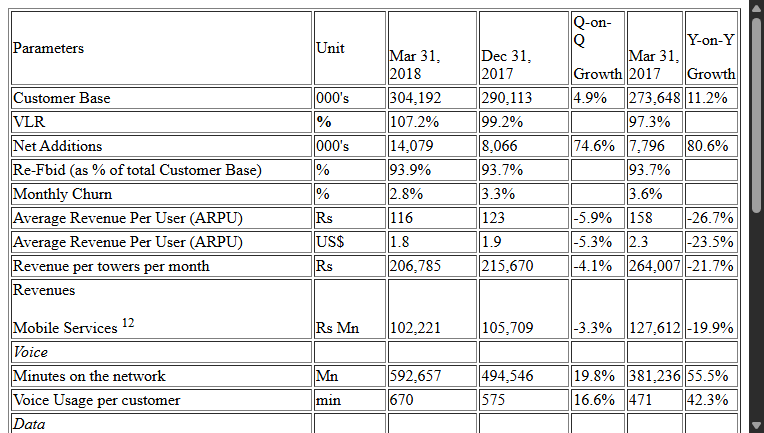 Parameters Unit Mar 31, 2018 Dec 31, 2017 Q-on-Q Growth Mar 31, 2017 Y-on-Y Growth
Customer Base 000's 304,192 290,113 4.9% 273,648 11.2%
VLR % 107.2% 99.2% 97.3%
Net Additions 000's 14,079 8,066 74.6% 7,796 80.6%
Re-Fbid (as % of total Customer Base) % 93.9% 93.7% 93.7%
Monthly Churn % 2.8% 3.3% 3.6%
Average Revenue Per User (ARPU) Rs 116 123 -5.9% 158 -26.7%
Average Revenue Per User (ARPU) US$ 1.8 1.9 -5.3% 2.3 -23.5%
Revenue per towers per month Rs 206,785 215,670 -4.1% 264,007 -21.7%
Revenues
Mobile Services 12 Rs Mn 102,221 105,709 -3.3% 127,612 -19.9%
Voice
Minutes on the network Mn 592,657 494,546 19.8% 381,236 55.5%
Voice Usage per customer min 670 575 16.6% 471 42.3%
Data